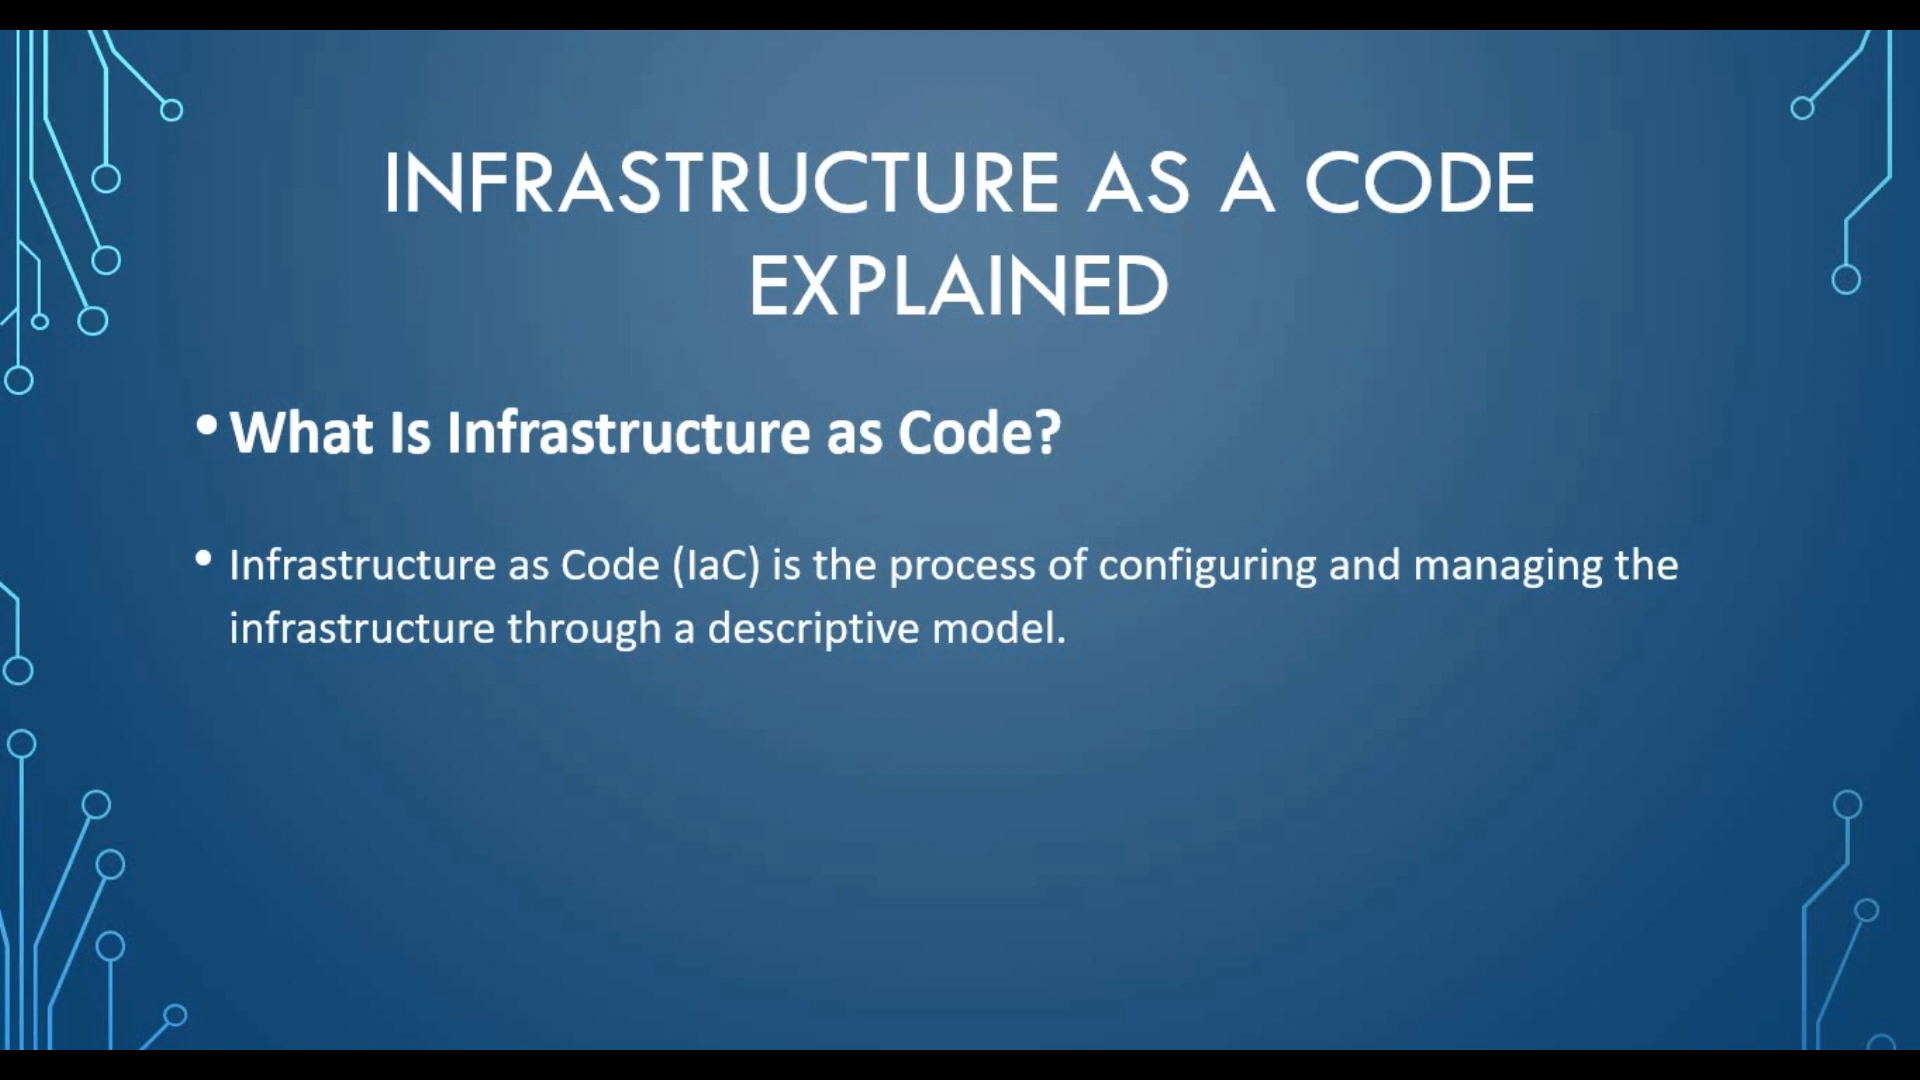 INFRASTRUCTURE AS A CODE
EXPLAINED
• What Is Infrastructure as Code?
• Infrastructure as Code (IaC) is the process of configuring and managing the
infrastructure through a descriptive model.